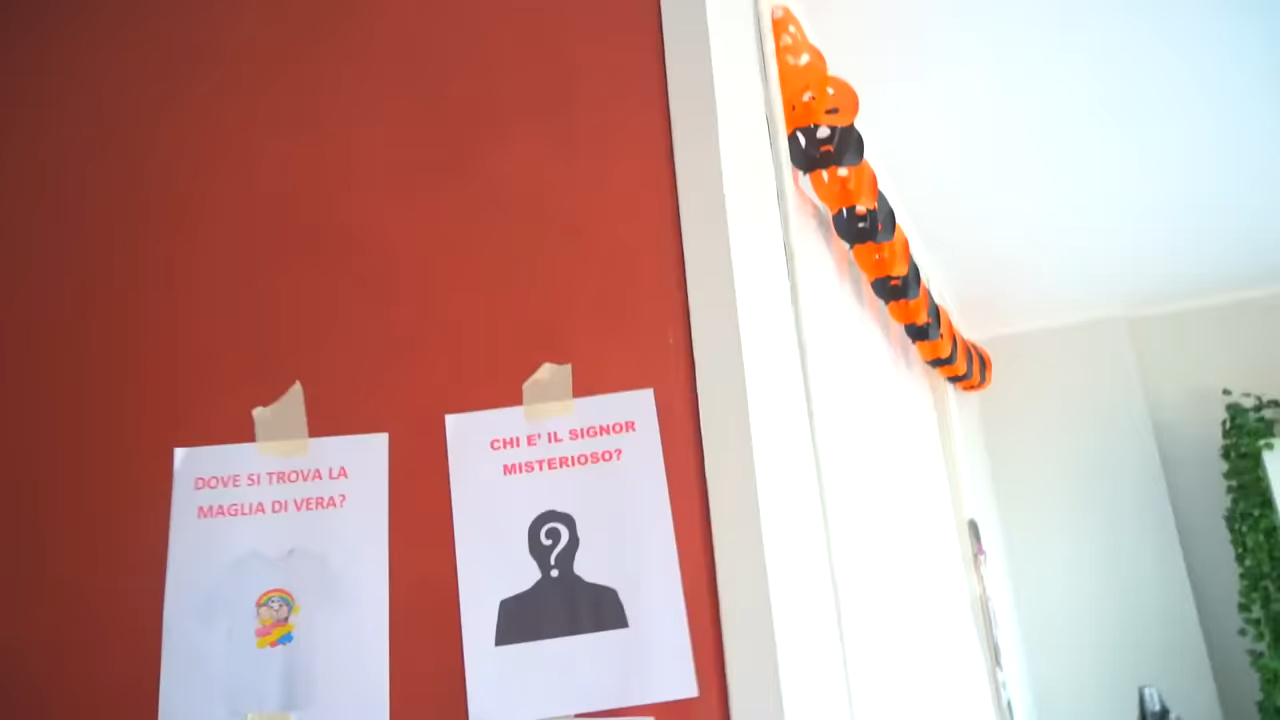 DOVE SI TROVA LA
MAGLIA DI VERA?
CHI E' IL SIGNOR
MISTERIOSO?
?